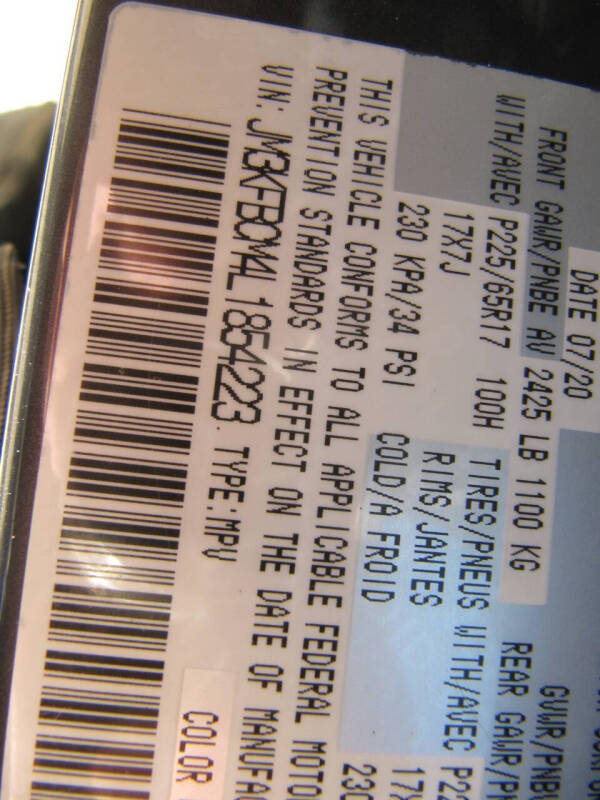 DATE 07/20
GVWR/PNB
FRONT GAWR/PNBE AV 2425 LB 1100 KG
REAR GAWR/P
WITH/AVEC P225/65R17 100H TIRES/PNEUS WITH/AVEC P2
17X7J RIMS/JANTES 17X
230 KPA/34 PSI COLD/A FROID 230
THIS VEHICLE CONFORMS TO ALL APPLICABLE FEDERAL MOTO
PREVENTION STANDARDS IN EFFECT ON THE DATE OF MANUFA
VIN: JM3KFBCM4L1854223 TYPE:MPV
COLOR